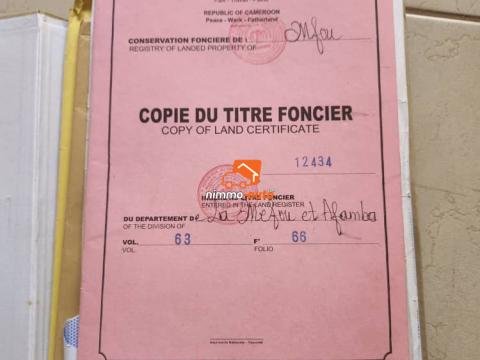 REPUBLIC OF CAMEROON
Peace - Work - Fatherland
CONSERVATION FONCIERE DE Mfou
REGISTRY OF LANDED PROPERTY OF
COPIE DU TITRE FONCIER
COPY OF LAND CERTIFICATE
12434
nimmo
TRE FONCIER
ENTERED IN THE LAND REGISTER
DU DEPARTEMENT DE La Mefou et Afamba
OF THE DIVISION OF
VOL. 63 F° 66
VOL. FOLIO